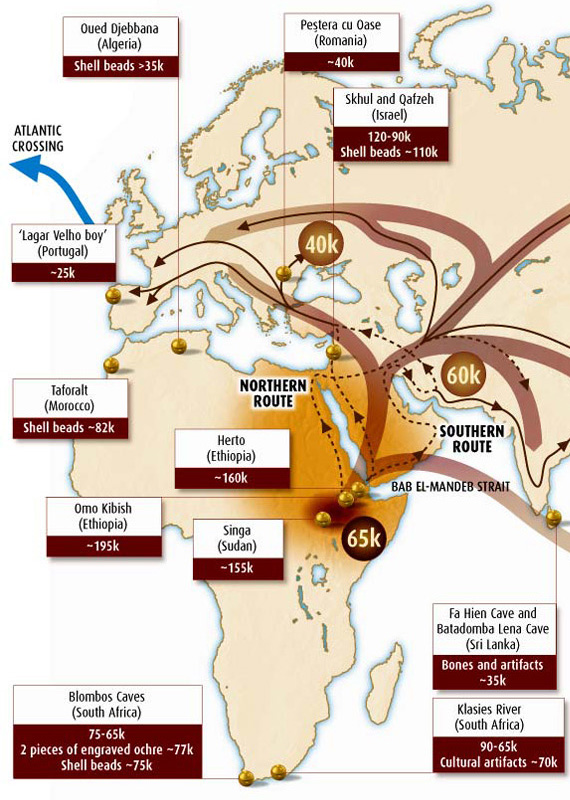 Oued Djebbana
(Algeria)
Shell beads >35k
Peştera cu Oase
(Romania)
~40k
Skhul and Qafzeh
(Israel)
120-90k
Shell beads ~110k
ATLANTIC
CROSSING
'Lagar Velho boy'
(Portugal)
~25k
40k
Taforalt
(Morocco)
Shell beads ~82k
NORTHERN
ROUTE
60k
SOUTHERN
ROUTE
Herto
(Ethiopia)
~160k
BAB EL-MANDEB STRAIT
Omo Kibish
(Ethiopia)
~195k
Singa
(Sudan)
~155k
65k
Fa Hien Cave and
Batadomba Lena Cave
(Sri Lanka)
Bones and artifacts
~35k
Blombos Caves
(South Africa)
75-65k
2 pieces of engraved ochre ~77k
Shell beads ~75k
Klasies River
(South Africa)
90-65k
Cultural artifacts ~70k